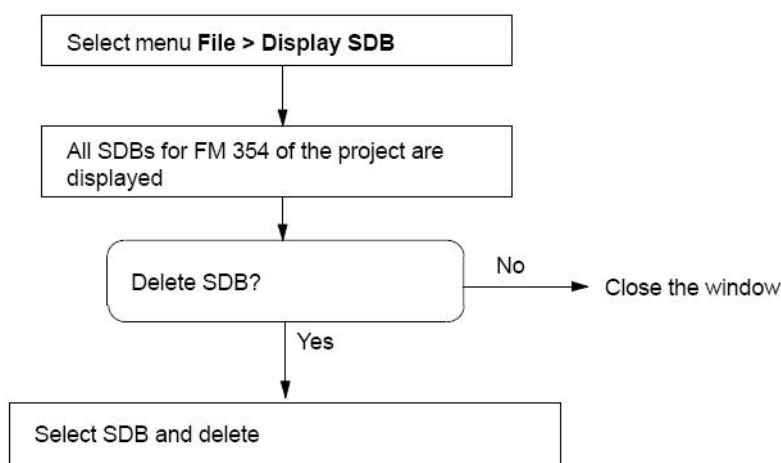 Select menu File > Display SDB
All SDBs for FM 354 of the project are
displayed
Delete SDB?
No
Close the window
Yes
Select SDB and delete